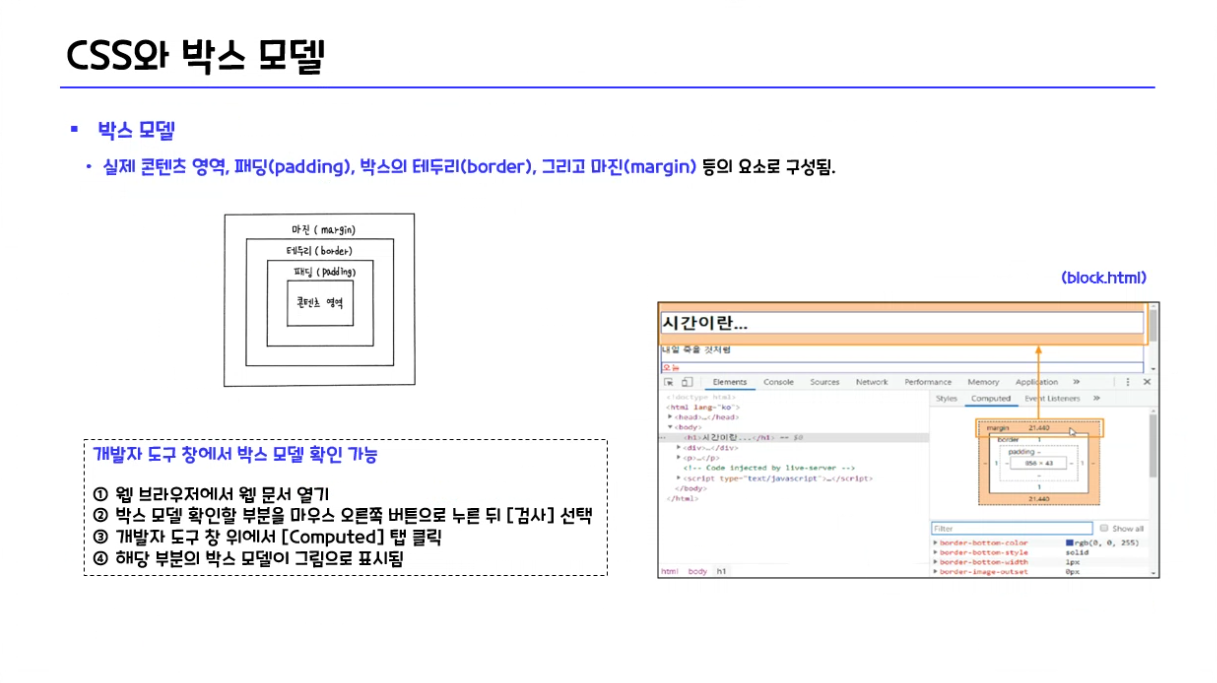 CSS와 박스 모델
박스 모델
실제 콘텐츠 영역, 패딩(padding), 박스의 테두리(border), 그리고 마진(margin) 등의 요소로 구성됨.
마진 (margin)
테두리 (border)
패딩 (padding)
콘텐츠 영역
개발자 도구 창에서 박스 모델 확인 가능
① 웹 브라우저에서 웹 문서 열기
② 박스 모델 확인할 부분을 마우스 오른쪽 버튼으로 누른 뒤 [검사] 선택
③ 개발자 도구 창 위에서 [Computed] 탭 클릭
④ 해당 부분의 박스 모델이 그림으로 표시됨
(block.html)
시간이란...
내일 죽을 것처럼
오늘
Elements Console Sources Network Performance Memory Application »
<!doctype html>
<html lang="ko">
<head>…</head>
<body>
<h1>시간이란...</h1> == $0
<div>…</div>
<p>…</p>
<!-- Code injected by live-server -->
<script type="text/javascript">…</script>
</body>
</html>
html body h1
Styles Computed Event Listeners »
margin 21.440
border 1
padding -
- 1 - 856 × 43 - 1 -
-
1
21.440
Filter Show all
border-bottom-color rgb(0, 0, 255)
border-bottom-style solid
border-bottom-width 1px
border-image-outset 0px